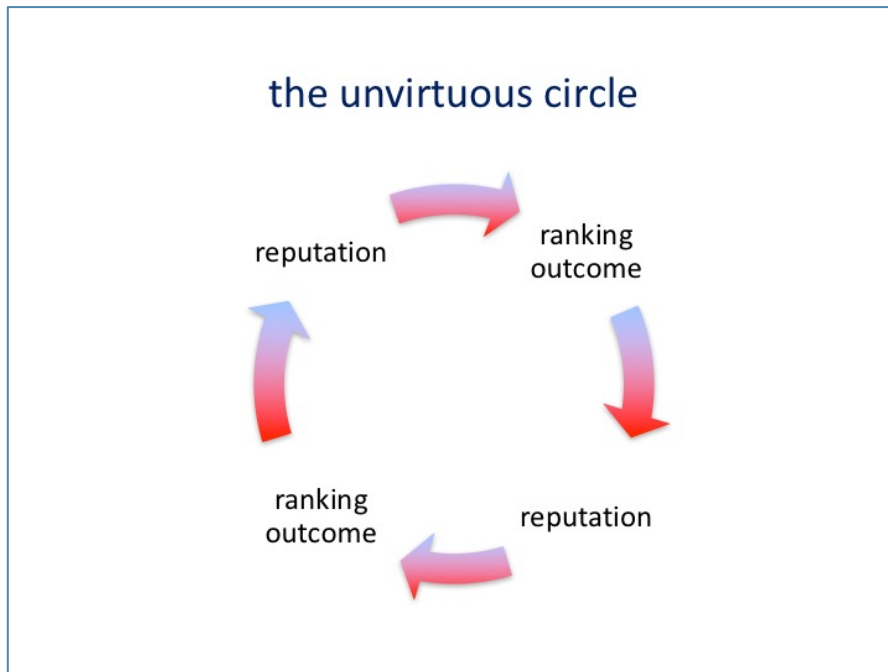 the unvirtuous circle
reputation
ranking
outcome
reputation
ranking
outcome